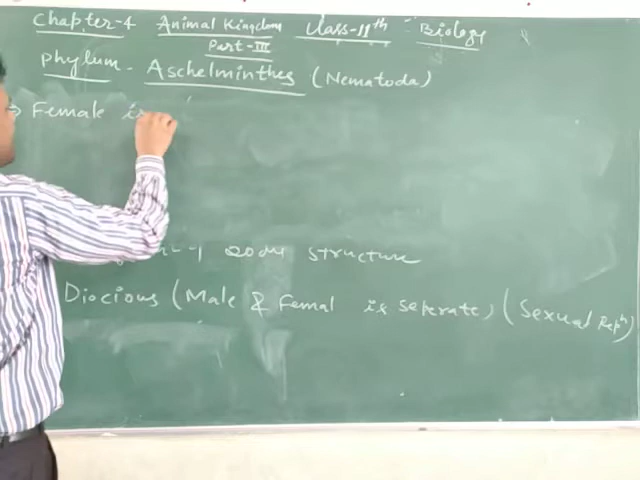 Chapter-4 Animal Kingdom Class-11th - Biology
Part-III
Phylum - Aschelminthes (Nematoda)
→ Female is
body structure
Diocious (Male & Femal is seperate) (Sexual Repⁿ)